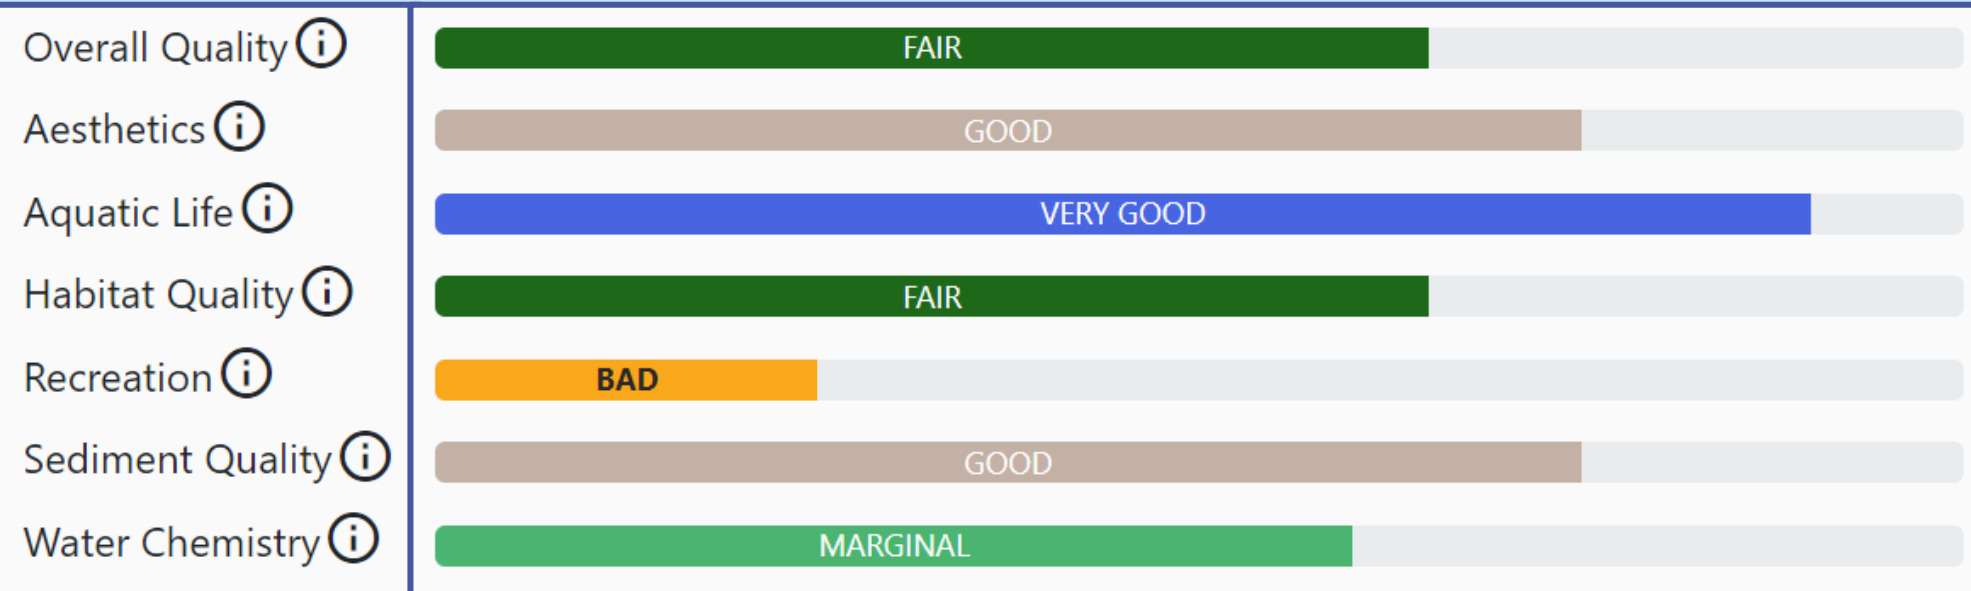 Overall Quality i FAIR
Aesthetics i GOOD
Aquatic Life i VERY GOOD
Habitat Quality i FAIR
Recreation i BAD
Sediment Quality i GOOD
Water Chemistry i MARGINAL